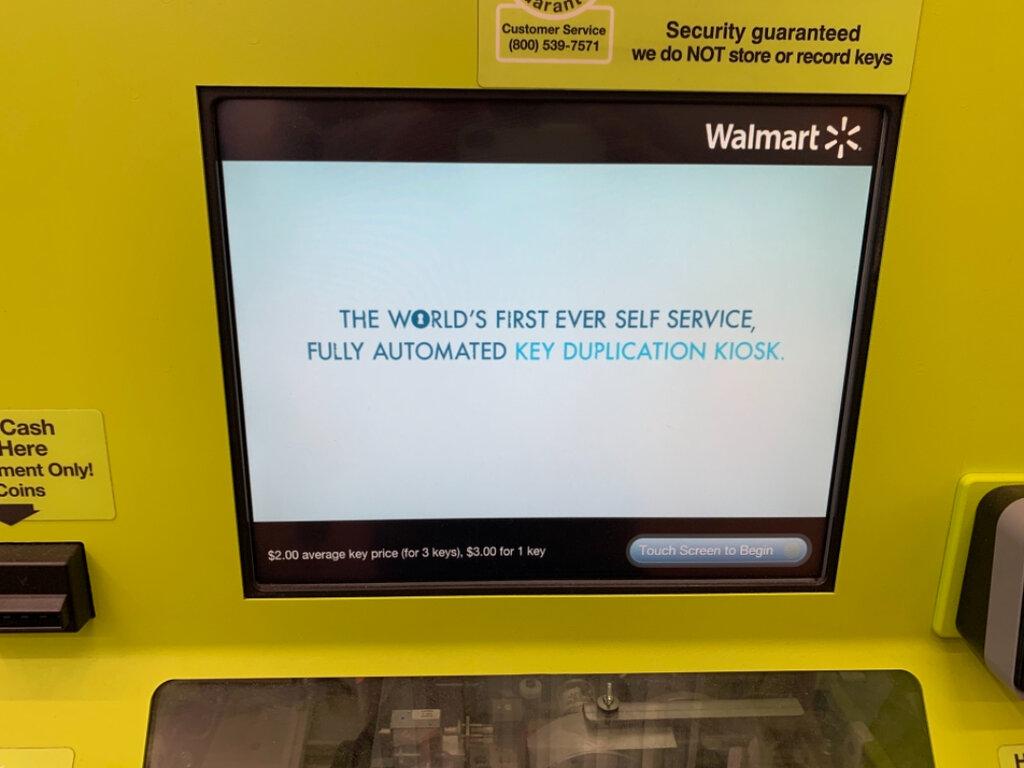 Customer Service
(800) 539-7571
Security guaranteed
we do NOT store or record keys
Walmart
THE WORLD'S FIRST EVER SELF SERVICE,
FULLY AUTOMATED KEY DUPLICATION KIOSK.
Cash
Here
ment Only!
Coins
$2.00 average key price (for 3 keys), $3.00 for 1 key
Touch Screen to Begin